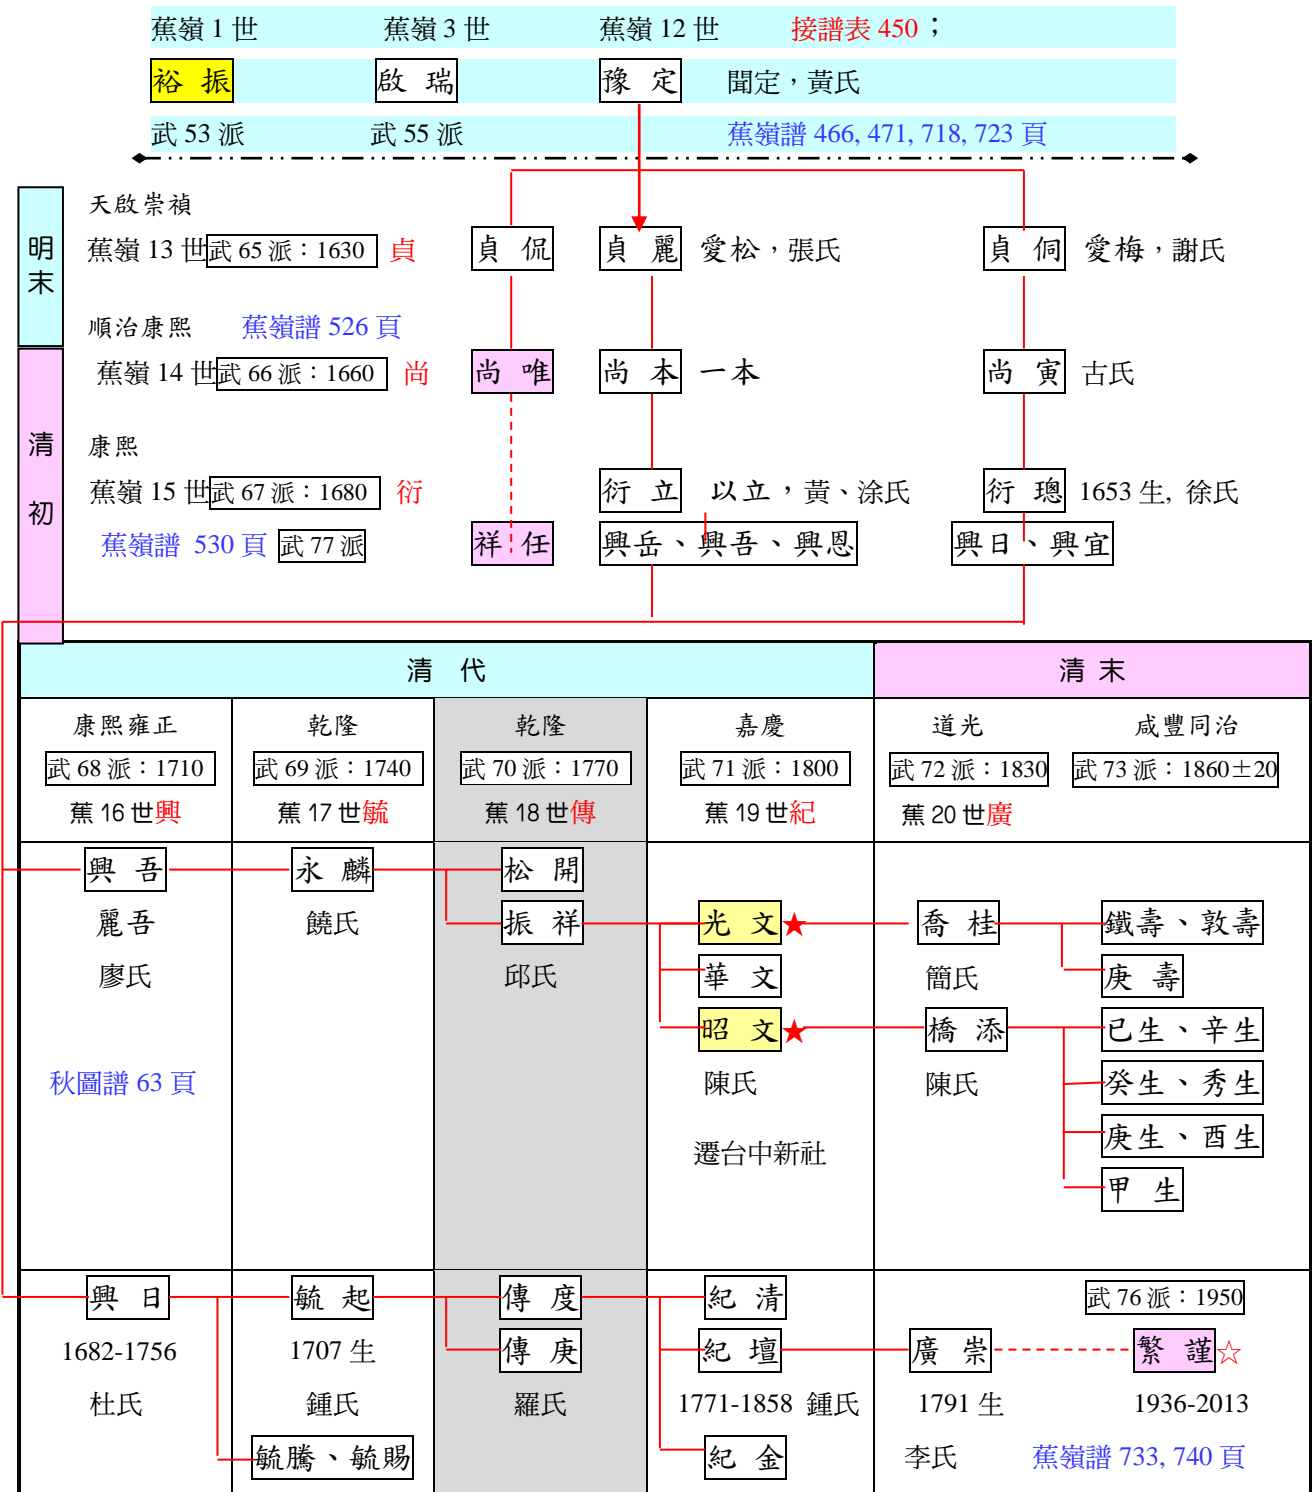 蕉嶺 1 世 蕉嶺 3 世 蕉嶺 12 世 接譜表 450；
裕 振 啟 瑞 豫 定 聞定，黃氏
武 53 派 武 55 派 蕉嶺譜 466, 471, 718, 723 頁
明末
天啟崇禎
蕉嶺 13 世 武 65 派：1630 貞 貞 侃 貞 麗 愛松，張氏 貞 侗 愛梅，謝氏
順治康熙 蕉嶺譜 526 頁
清初
蕉嶺 14 世 武 66 派：1660 尚 尚 唯 尚 本 一本 尚 寅 古氏
康熙
蕉嶺 15 世 武 67 派：1680 衍 衍 立 以立，黃、涂氏 衍 璁 1653 生, 徐氏
蕉嶺譜 530 頁 武 77 派 祥 任 興岳、興吾、興恩 興日、興宜
清 代 清 末
康熙雍正 乾隆 乾隆 嘉慶 道光 咸豐同治
武 68 派：1710 武 69 派：1740 武 70 派：1770 武 71 派：1800 武 72 派：1830 武 73 派：1860±20
蕉 16 世興 蕉 17 世毓 蕉 18 世傳 蕉 19 世紀 蕉 20 世廣
興 吾 永 麟 松 開
麗吾 饒氏 振 祥 光 文★ 喬 桂 鐵壽、敦壽
廖氏 邱氏 華 文 簡氏 庚 壽
昭 文★ 橋 添 已生、辛生
秋圖譜 63 頁 陳氏 陳氏 癸生、秀生
遷台中新社 庚生、酉生
甲 生
興 日 毓 起 傳 度 紀 清 武 76 派：1950
1682-1756 1707 生 傳 庚 紀 壇 廣 崇 繁 謹☆
杜氏 鍾氏 羅氏 1771-1858 鍾氏 1791 生 1936-2013
毓騰、毓賜 紀 金 李氏 蕉嶺譜 733, 740 頁